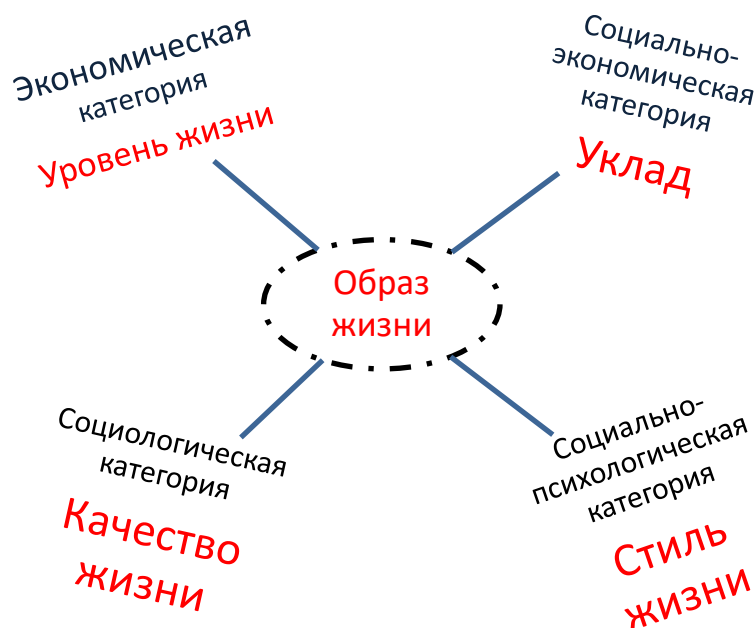 Экономическая
категория
Уровень жизни
Социально-
экономическая
категория
Уклад
Образ
жизни
Социологическая
категория
Качество
жизни
Социально-
психологическая
категория
Стиль
жизни